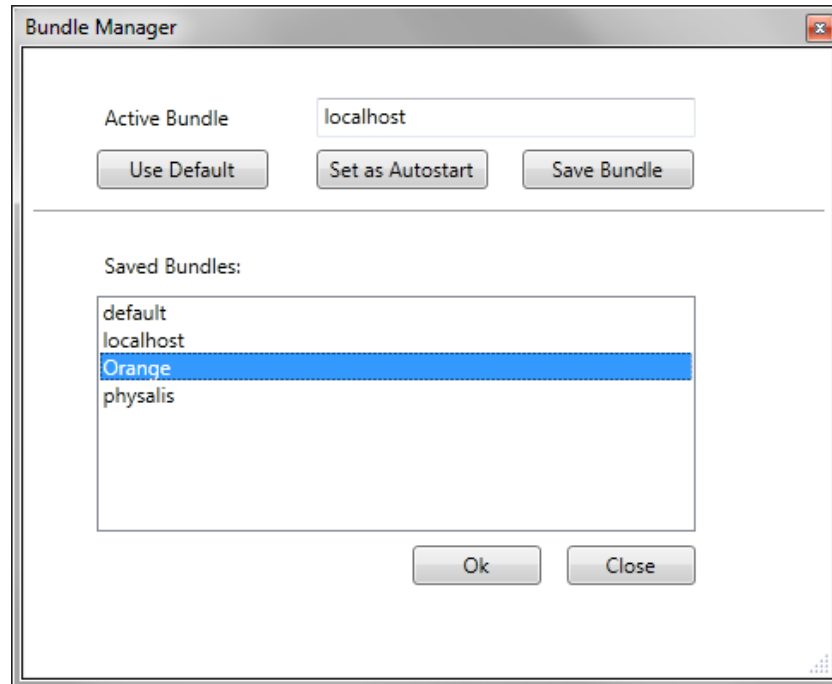 Bundle Manager
Active Bundle localhost
Use Default Set as Autostart Save Bundle
Saved Bundles:
default
localhost
Orange
physalis
Ok Close